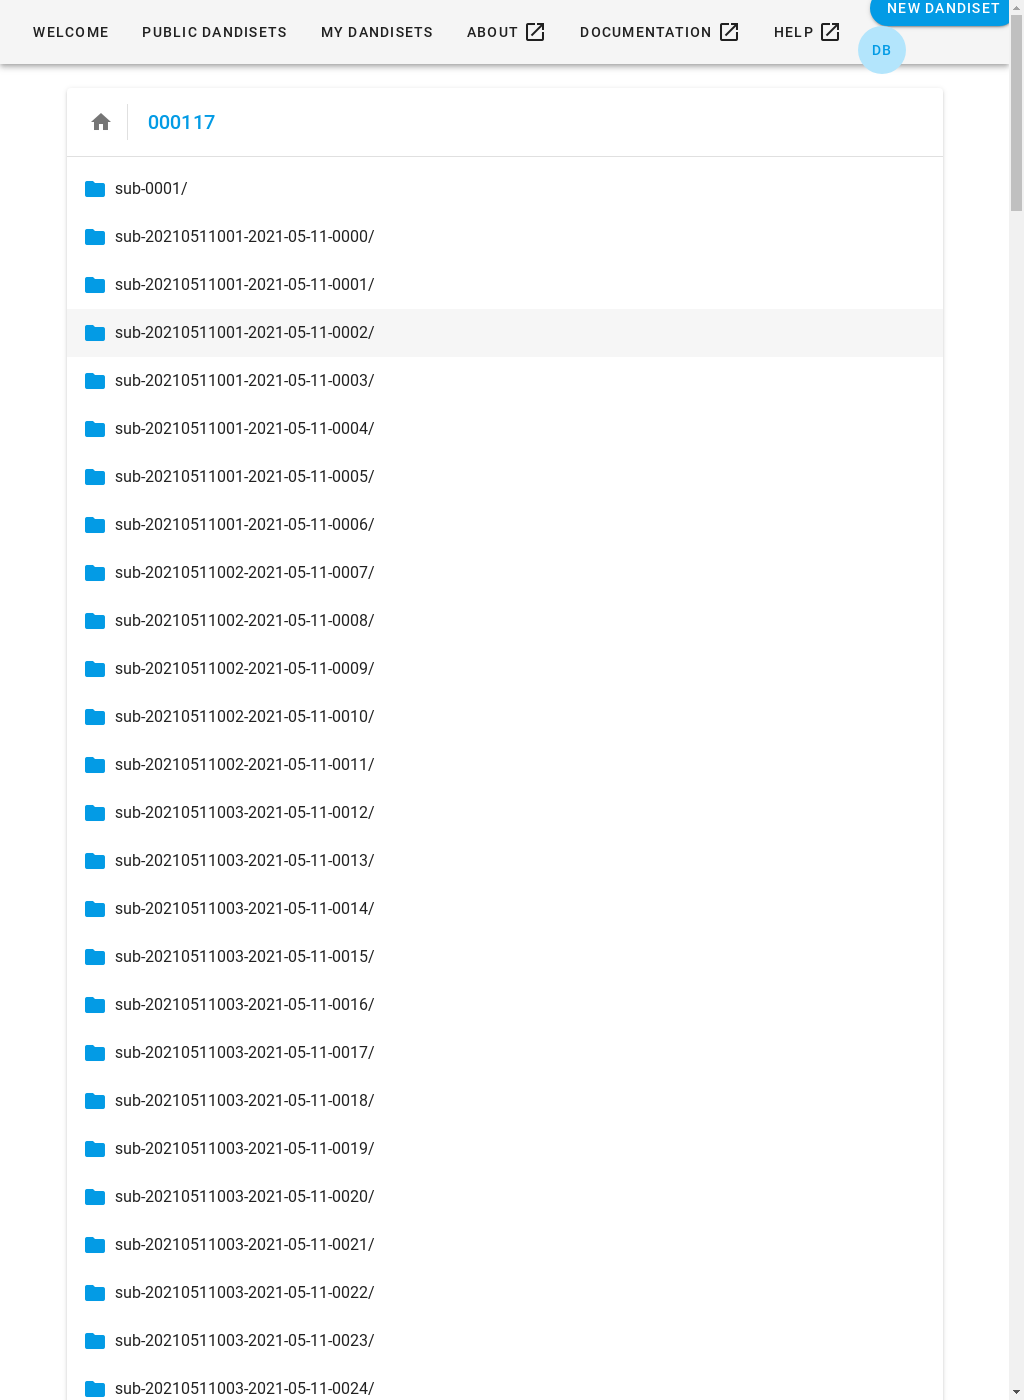 WELCOME PUBLIC DANDISETS MY DANDISETS ABOUT DOCUMENTATION HELP NEW DANDISET
DB
000117
sub-0001/
sub-20210511001-2021-05-11-0000/
sub-20210511001-2021-05-11-0001/
sub-20210511001-2021-05-11-0002/
sub-20210511001-2021-05-11-0003/
sub-20210511001-2021-05-11-0004/
sub-20210511001-2021-05-11-0005/
sub-20210511001-2021-05-11-0006/
sub-20210511002-2021-05-11-0007/
sub-20210511002-2021-05-11-0008/
sub-20210511002-2021-05-11-0009/
sub-20210511002-2021-05-11-0010/
sub-20210511002-2021-05-11-0011/
sub-20210511003-2021-05-11-0012/
sub-20210511003-2021-05-11-0013/
sub-20210511003-2021-05-11-0014/
sub-20210511003-2021-05-11-0015/
sub-20210511003-2021-05-11-0016/
sub-20210511003-2021-05-11-0017/
sub-20210511003-2021-05-11-0018/
sub-20210511003-2021-05-11-0019/
sub-20210511003-2021-05-11-0020/
sub-20210511003-2021-05-11-0021/
sub-20210511003-2021-05-11-0022/
sub-20210511003-2021-05-11-0023/
sub-20210511003-2021-05-11-0024/